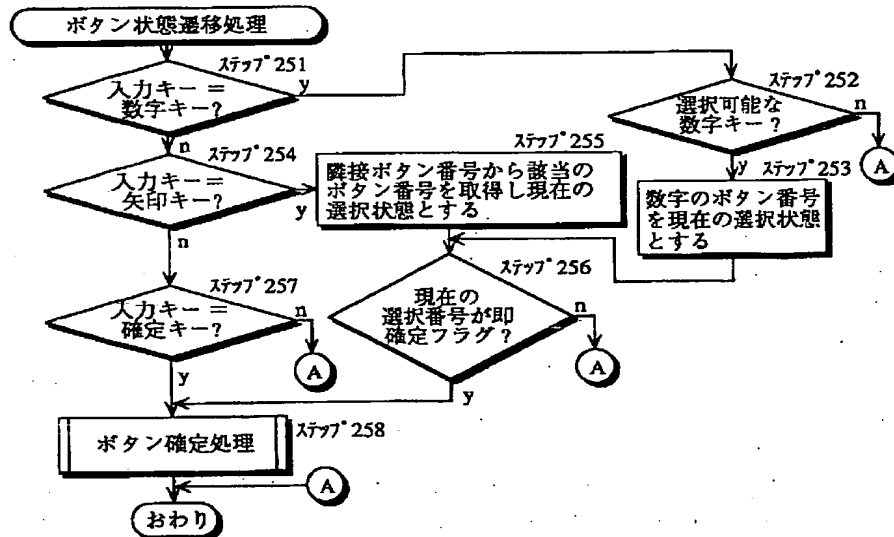 ボタン状態遷移処理
ステップ251
入力キー＝
数字キー？
y
n
ステップ252
選択可能な
数字キー？
n
A
y
ステップ253
数字のボタン番号
を現在の選択状態
とする
ステップ254
入力キー＝
矢印キー？
y
n
ステップ255
隣接ボタン番号から該当の
ボタン番号を取得し現在の
選択状態とする
ステップ256
現在の
選択番号が即
確定フラグ？
n
A
y
ステップ257
入力キー＝
確定キー？
n
A
y
ステップ258
ボタン確定処理
A
おわり